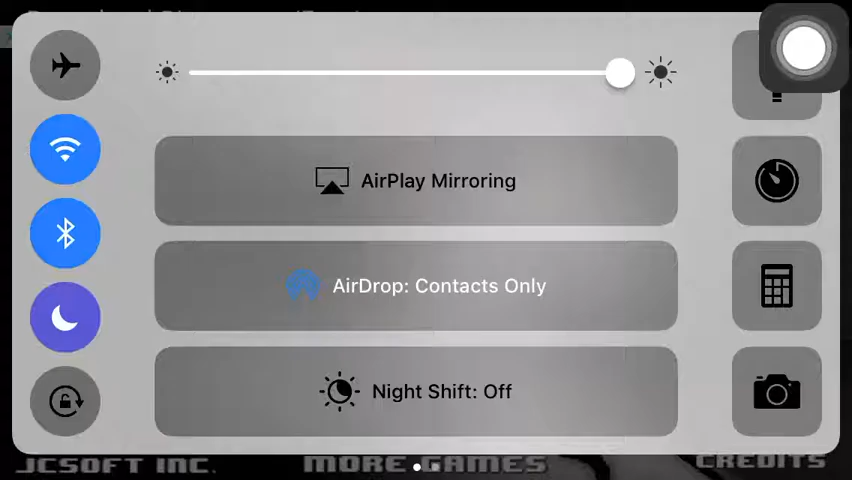 AirPlay Mirroring
AirDrop: Contacts Only
Night Shift: Off
JCSOFT INC.
MORE GAMES
CREDITS